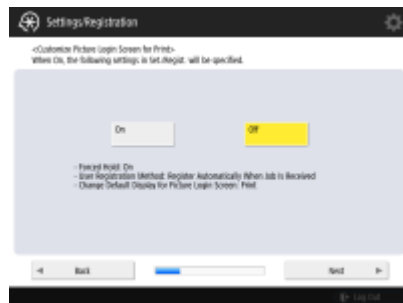 Settings/Registration
<Customize Picture Login Screen for Print>
When On, the following settings in Set./Regist. will be specified.
On
Off
- Forced Hold: On
- User Registration Method: Register Automatically When Job is Received
- Change Default Display for Picture Login Screen: Print
Back
Next
Log Out